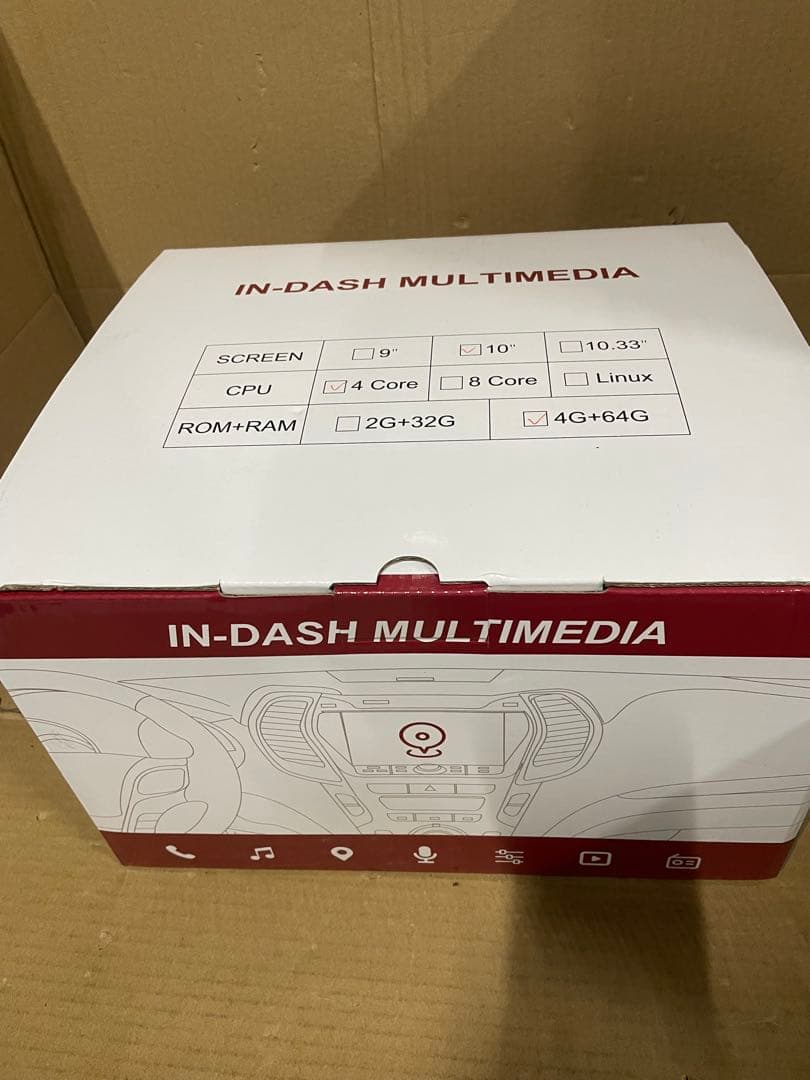 IN-DASH MULTIMEDIA
SCREEN 9" 10" 10.33"
CPU 4 Core 8 Core Linux
ROM+RAM 2G+32G 4G+64G
IN-DASH MULTIMEDIA